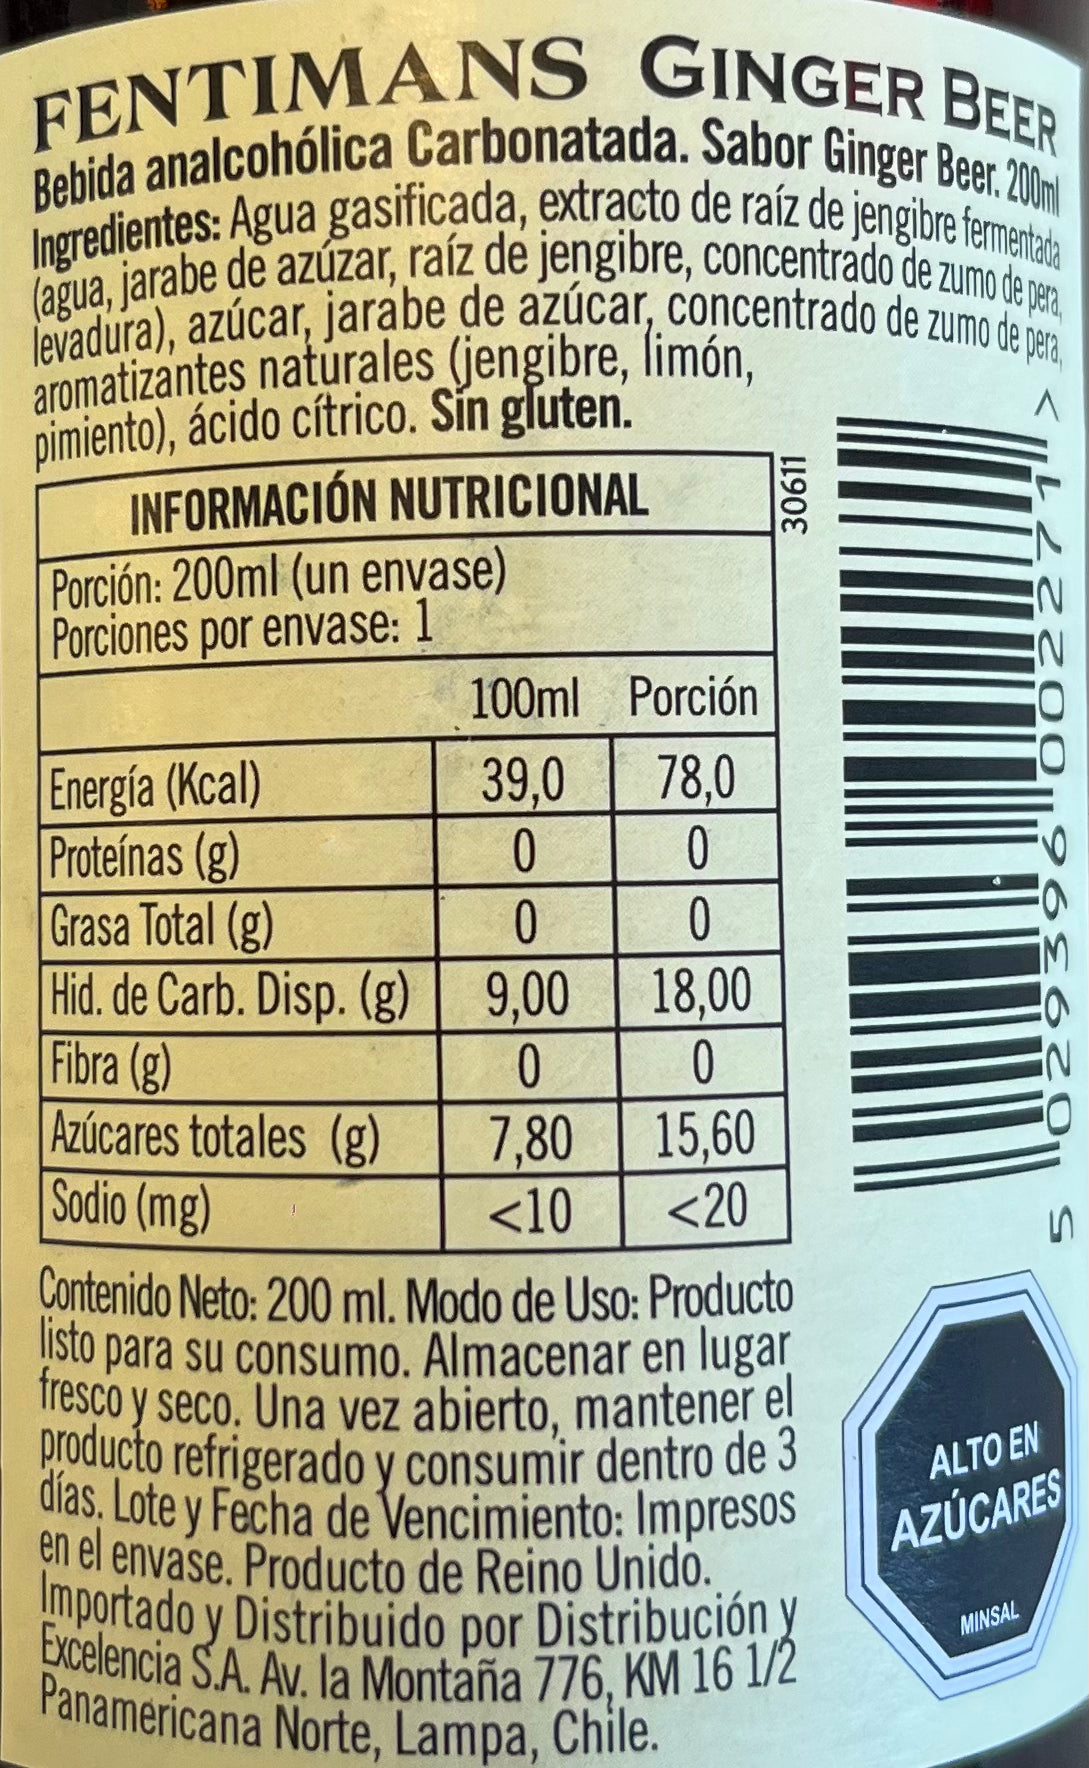 FENTIMANS GINGER BEER
Bebida analcohólica Carbonatada. Sabor Ginger Beer. 200ml
Ingredientes: Agua gasificada, extracto de raíz de jengibre fermentada
(agua, jarabe de azúzar, raíz de jengibre, concentrado de zumo de pera,
levadura), azúcar, jarabe de azúcar, concentrado de zumo de pera,
aromatizantes naturales (jengibre, limón,
pimiento), ácido cítrico. Sin gluten.
INFORMACIÓN NUTRICIONAL
Porción: 200ml (un envase)
Porciones por envase: 1
100ml Porción
Energía (Kcal) 39,0 78,0
Proteínas (g) 0 0
Grasa Total (g) 0 0
Hid. de Carb. Disp. (g) 9,00 18,00
Fibra (g) 0 0
Azúcares totales (g) 7,80 15,60
Sodio (mg) <10 <20
Contenido Neto: 200 ml. Modo de Uso: Producto
listo para su consumo. Almacenar en lugar
fresco y seco. Una vez abierto, mantener el
producto refrigerado y consumir dentro de 3
días. Lote y Fecha de Vencimiento: Impresos
en el envase. Producto de Reino Unido.
Importado y Distribuido por Distribución y
Excelencia S.A. Av. la Montaña 776, KM 16 1/2
Panamericana Norte, Lampa, Chile.
30611
5 029396 002271 >
ALTO EN
AZÚCARES
MINSAL